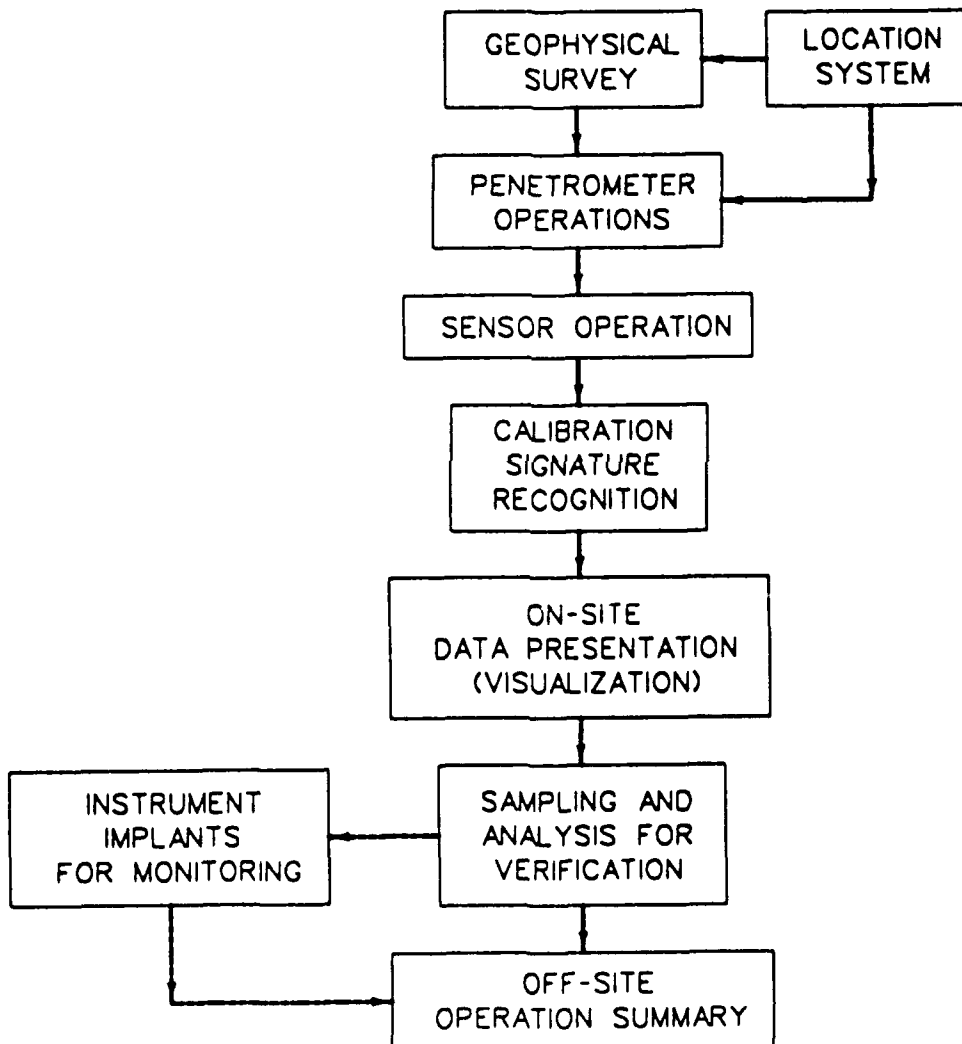 GEOPHYSICAL
SURVEY
LOCATION
SYSTEM
PENETROMETER
OPERATIONS
SENSOR OPERATION
CALIBRATION
SIGNATURE
RECOGNITION
ON-SITE
DATA PRESENTATION
(VISUALIZATION)
INSTRUMENT
IMPLANTS
FOR MONITORING
SAMPLING AND
ANALYSIS FOR
VERIFICATION
OFF-SITE
OPERATION SUMMARY